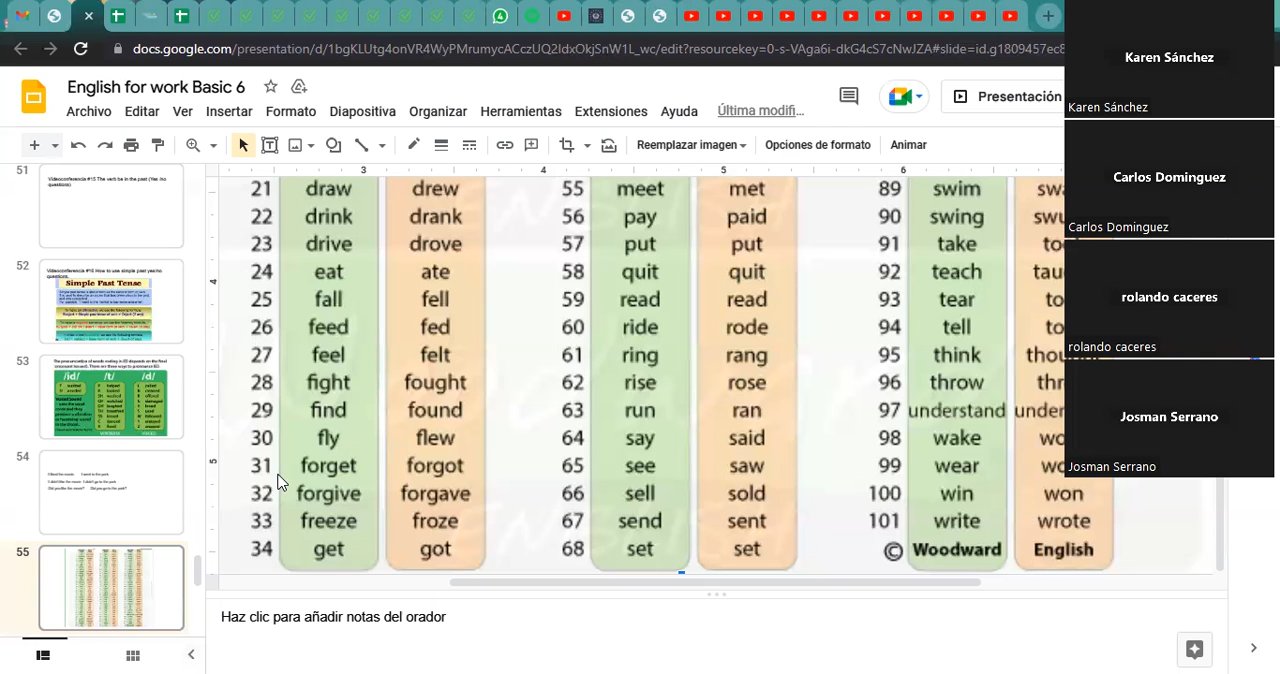 docs.google.com/presentation/d/1bgKLUtg4onVR4WyPMrumycACczUQ2IdxOkjSnW1L_wc/edit?resourcekey=0-s-VAga6i-dkG4cS7cNwJZA#slide=id.g1809457ec8
English for work Basic 6
Archivo Editar Ver Insertar Formato Diapositiva Organizar Herramientas Extensiones Ayuda Última modifi...
Presentación
Reemplazar imagen Opciones de formato Animar
51
Videoconferencia #15 The verb be in the past (Yes /no questions)
52
Videoconferencia #16 How to use simple past yes/no questions
Simple Past Tense
53
/id/ /t/ /d/
54
55
3 4 5 6
4
5
21 draw drew 55 meet met 89 swim
22 drink drank 56 pay paid 90 swing
23 drive drove 57 put put 91 take
24 eat ate 58 quit quit 92 teach
25 fall fell 59 read read 93 tear
26 feed fed 60 ride rode 94 tell
27 feel felt 61 ring rang 95 think
28 fight fought 62 rise rose 96 throw
29 find found 63 run ran 97 understand
30 fly flew 64 say said 98 wake
31 forget forgot 65 see saw 99 wear
32 forgive forgave 66 sell sold 100 win won
33 freeze froze 67 send sent 101 write wrote
34 get got 68 set set © Woodward English
Haz clic para añadir notas del orador
Karen Sánchez
Karen Sánchez
Carlos Dominguez
Carlos Dominguez
rolando caceres
rolando caceres
Josman Serrano
Josman Serrano